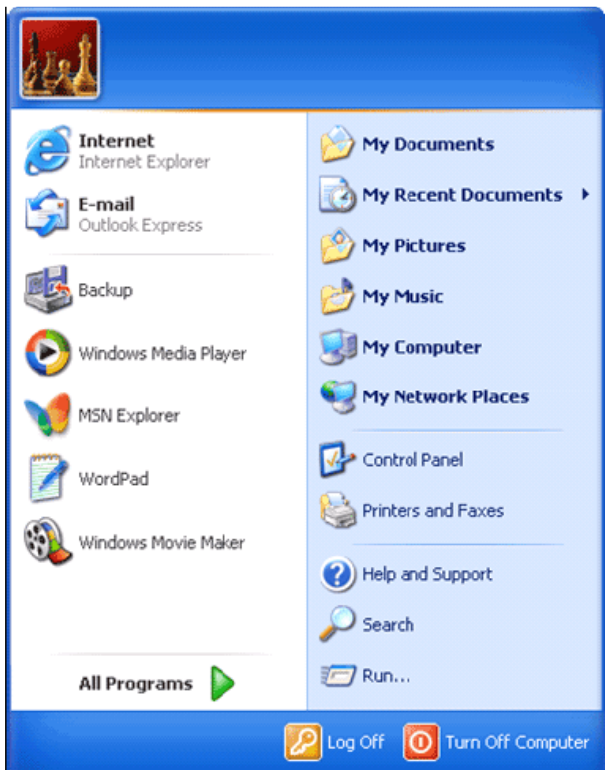 Internet
Internet Explorer
E-mail
Outlook Express
Backup
Windows Media Player
MSN Explorer
WordPad
Windows Movie Maker
All Programs
My Documents
My Recent Documents
My Pictures
My Music
My Computer
My Network Places
Control Panel
Printers and Faxes
Help and Support
Search
Run...
Log Off
Turn Off Computer